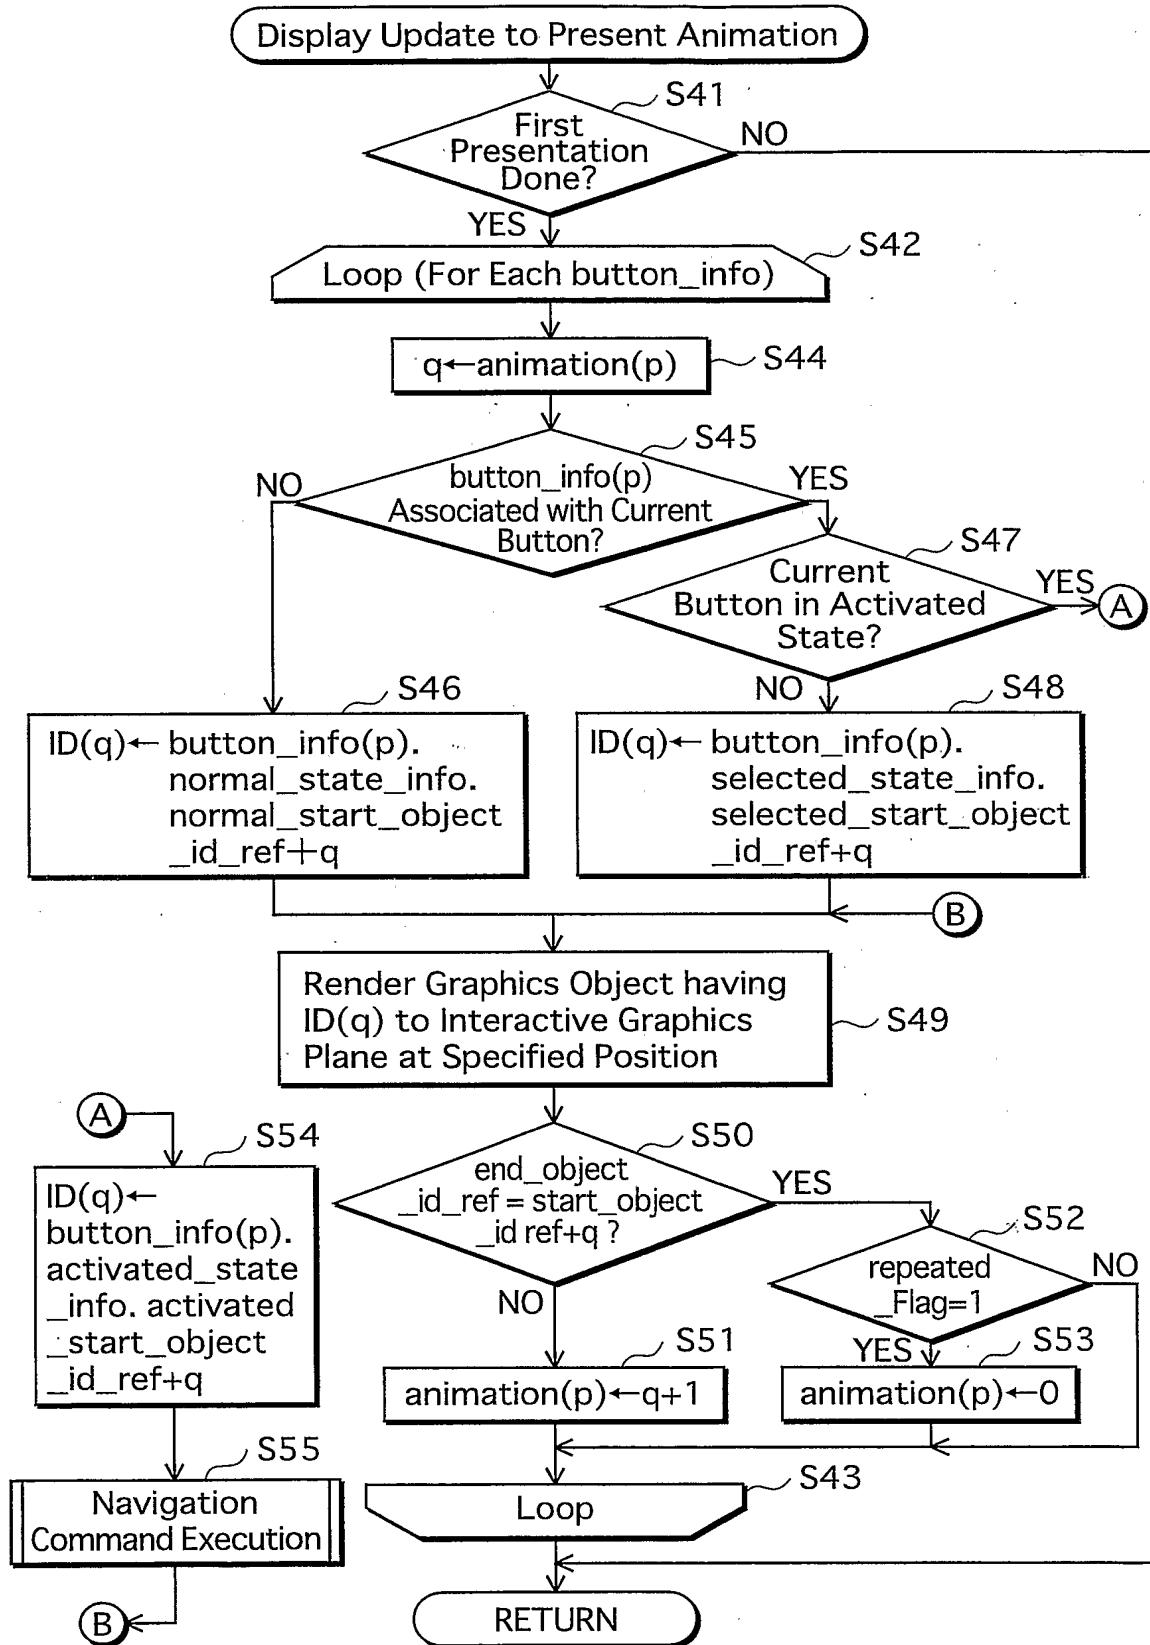 Display Update to Present Animation
S41
First
Presentation
Done?
NO
YES
S42
Loop (For Each button_info)
q←animation(p)
S44
S45
button_info(p)
Associated with Current
Button?
NO
YES
S47
Current
Button in Activated
State?
YES
A
NO
S46
ID(q)← button_info(p).
normal_state_info.
normal_start_object
_id_ref+q
S48
ID(q)← button_info(p).
selected_state_info.
selected_start_object
_id_ref+q
B
Render Graphics Object having
ID(q) to Interactive Graphics
Plane at Specified Position
S49
A
S54
ID(q)←
button_info(p).
activated_state
_info. activated
_start_object
_id_ref+q
S55
Navigation
Command Execution
B
S50
end_object
_id_ref = start_object
_id ref+q ?
YES
NO
S52
repeated
_Flag=1
NO
YES
S51
animation(p)←q+1
S53
animation(p)←0
S43
Loop
RETURN